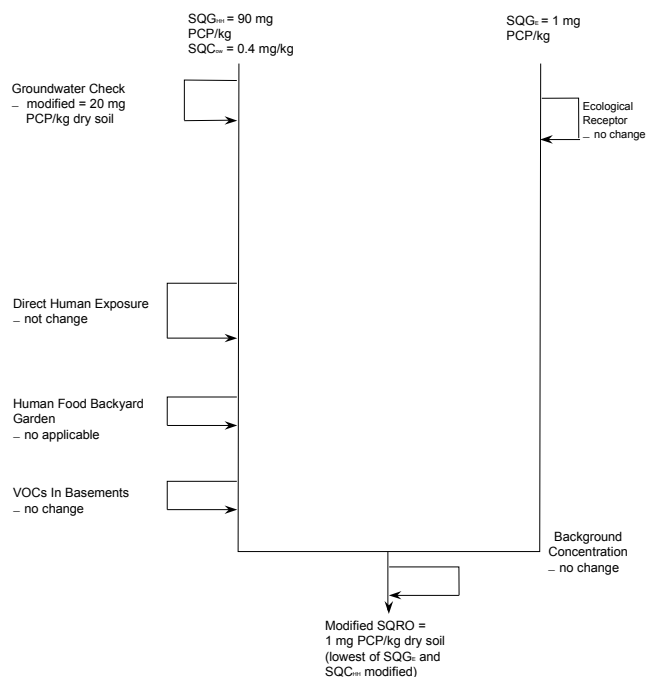 SQGHH = 90 mg
PCP/kg
SQCGW = 0.4 mg/kg
SQGE = 1 mg
PCP/kg
Groundwater Check
– modified = 20 mg
PCP/kg dry soil
Ecological
Receptor
– no change
Direct Human Exposure
– not change
Human Food Backyard
Garden
– no applicable
VOCs In Basements
– no change
Background
Concentration
– no change
Modified SQRO =
1 mg PCP/kg dry soil
(lowest of SQGE and
SQCHH modified)